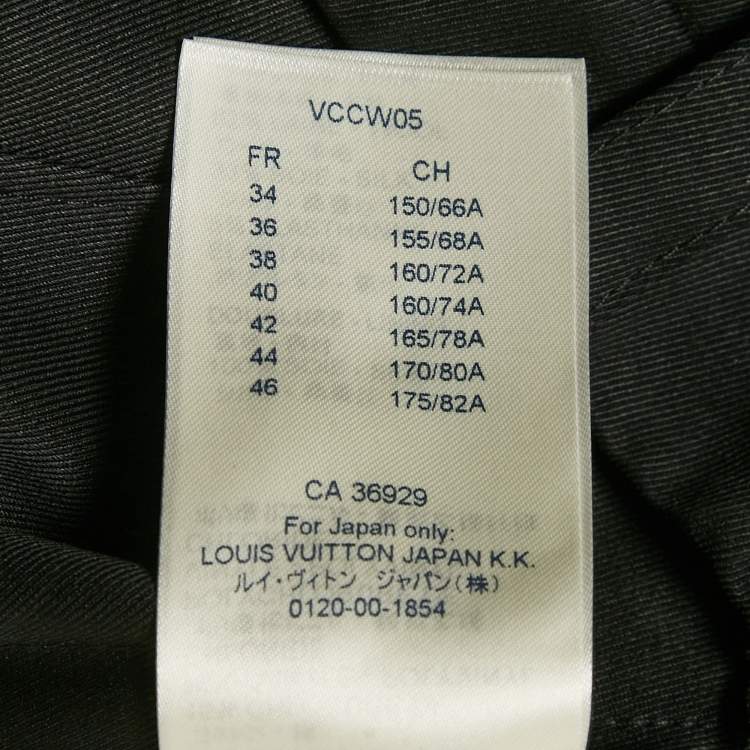 VCCW05
FR CH
34 150/66A
36 155/68A
38 160/72A
40 160/74A
42 165/78A
44 170/80A
46 175/82A
CA 36929
For Japan only:
LOUIS VUITTON JAPAN K.K.
ルイ・ヴィトン ジャパン(株)
0120-00-1854